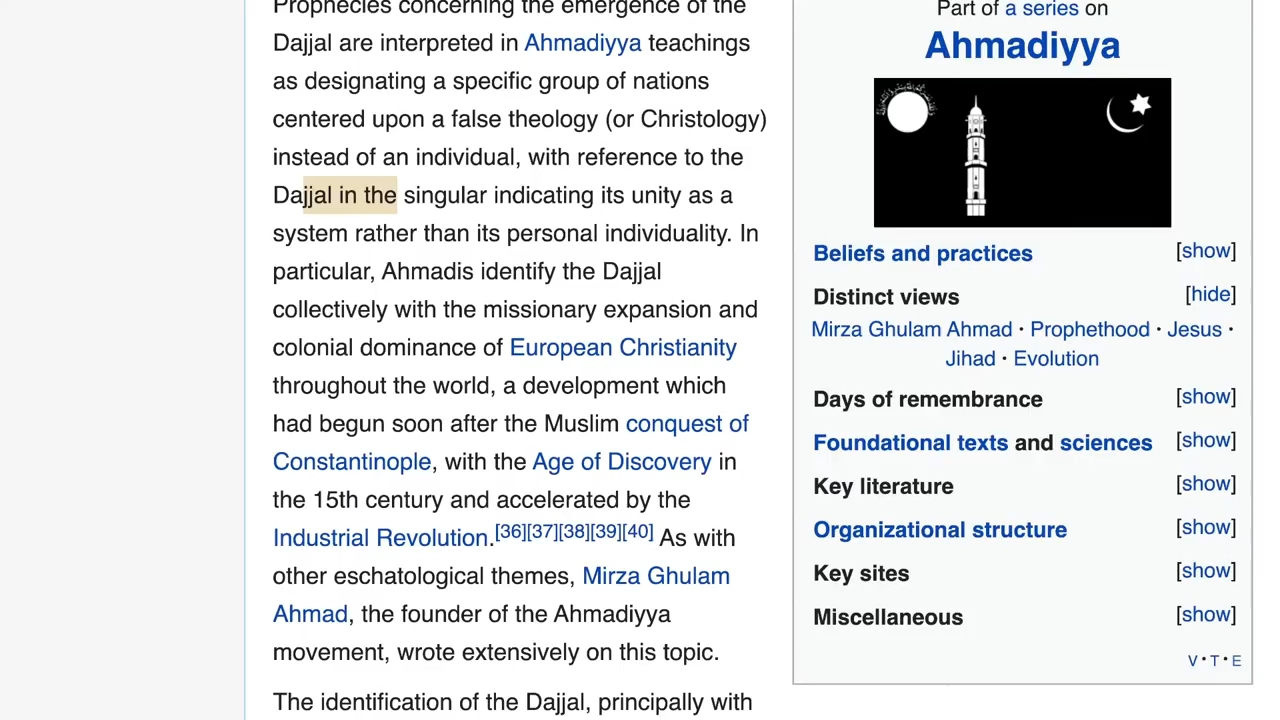 Prophecies concerning the emergence of the
Dajjal are interpreted in Ahmadiyya teachings
as designating a specific group of nations
centered upon a false theology (or Christology)
instead of an individual, with reference to the
Dajjal in the singular indicating its unity as a
system rather than its personal individuality. In
particular, Ahmadis identify the Dajjal
collectively with the missionary expansion and
colonial dominance of European Christianity
throughout the world, a development which
had begun soon after the Muslim conquest of
Constantinople, with the Age of Discovery in
the 15th century and accelerated by the
Industrial Revolution.[36][37][38][39][40] As with
other eschatological themes, Mirza Ghulam
Ahmad, the founder of the Ahmadiyya
movement, wrote extensively on this topic.
The identification of the Dajjal, principally with
Part of a series on
Ahmadiyya
Beliefs and practices [show]
Distinct views [hide]
Mirza Ghulam Ahmad · Prophethood · Jesus ·
Jihad · Evolution
Days of remembrance [show]
Foundational texts and sciences [show]
Key literature [show]
Organizational structure [show]
Key sites [show]
Miscellaneous [show]
V · T · E